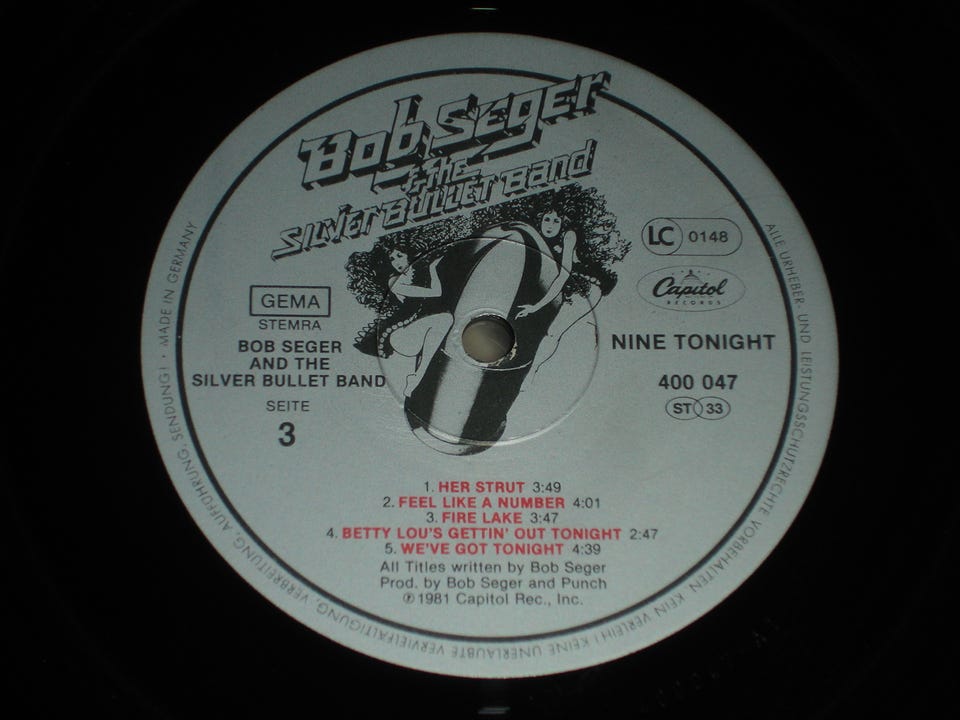 Bob Seger
& the
Silver Bullet Band
LC 0148
Capitol
RECORDS
GEMA
STEMRA
BOB SEGER
AND THE
SILVER BULLET BAND
SEITE
3
NINE TONIGHT
400 047
ST 33
1. HER STRUT 3:49
2. FEEL LIKE A NUMBER 4:01
3. FIRE LAKE 3:47
4. BETTY LOU'S GETTIN' OUT TONIGHT 2:47
5. WE'VE GOT TONIGHT 4:39
All Titles written by Bob Seger
Prod. by Bob Seger and Punch
℗ 1981 Capitol Rec., Inc.
ALLE URHEBER- UND LEISTUNGSSCHUTZRECHTE VORBEHALTEN. KEIN VERLEIH! KEINE UNERLAUBTE VERVIELFÄLTIGUNG, VERBREITUNG, AUFFÜHRUNG, SENDUNG! • MADE IN GERMANY